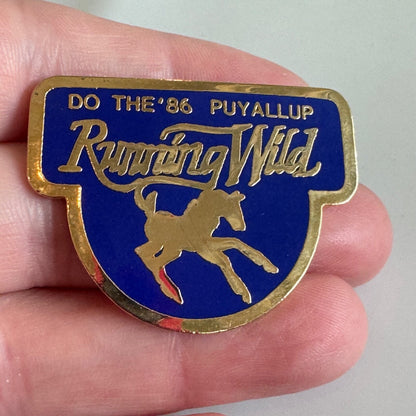 DO THE '86 PUYALLUP
Running Wild